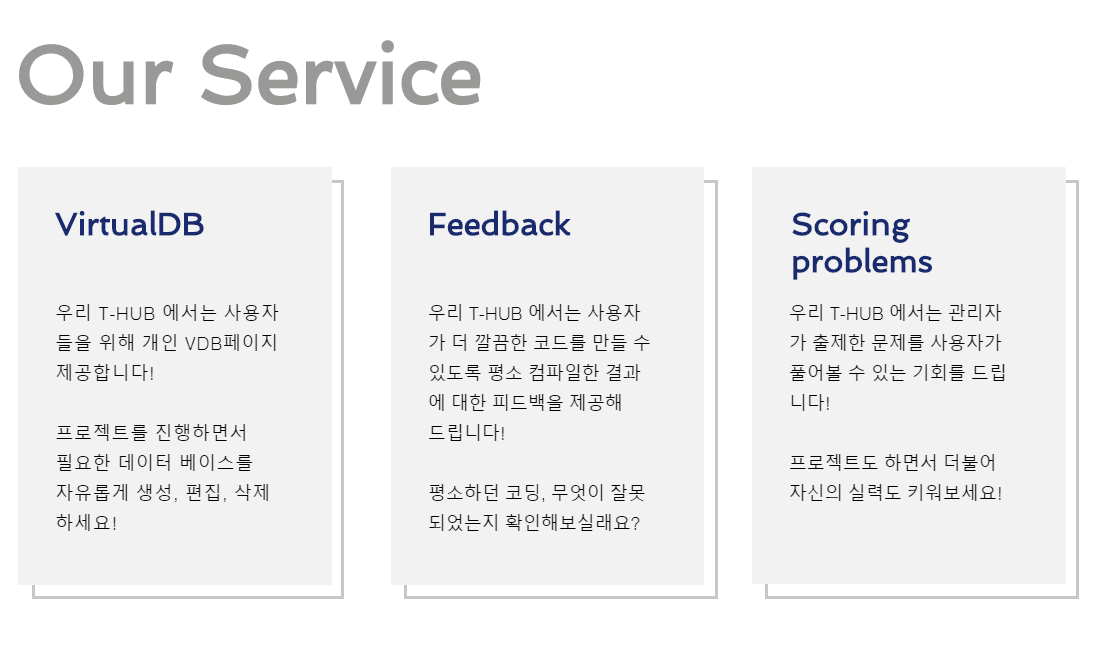 Our Service
VirtualDB
우리 T-HUB 에서는 사용자
들을 위해 개인 VDB페이지
제공합니다!
프로젝트를 진행하면서
필요한 데이터 베이스를
자유롭게 생성, 편집, 삭제
하세요!
Feedback
우리 T-HUB 에서는 사용자
가 더 깔끔한 코드를 만들 수
있도록 평소 컴파일한 결과
에 대한 피드백을 제공해
드립니다!
평소하던 코딩, 무엇이 잘못
되었는지 확인해보실래요?
Scoring
problems
우리 T-HUB 에서는 관리자
가 출제한 문제를 사용자가
풀어볼 수 있는 기회를 드립
니다!
프로젝트도 하면서 더불어
자신의 실력도 키워보세요!